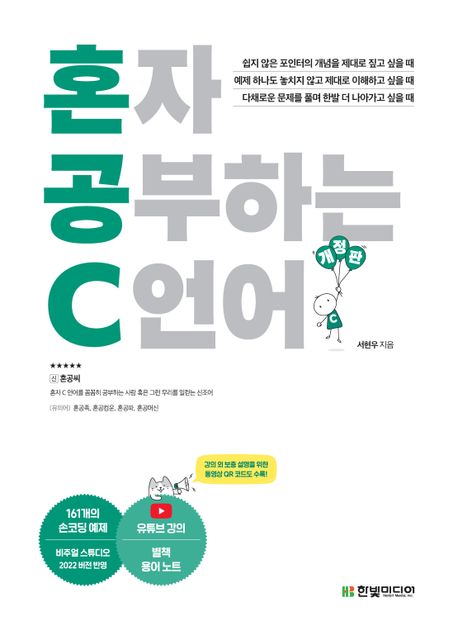 쉽지 않은 포인터의 개념을 제대로 짚고 싶을 때
예제 하나도 놓치지 않고 제대로 이해하고 싶을 때
다채로운 문제를 풀며 한발 더 나아가고 싶을 때
혼자
공부하는
C 언어
개정판
C
서현우 지음
★★★★★
신 혼공씨
혼자 C 언어를 꼼꼼히 공부하는 사람 혹은 그런 무리를 일컫는 신조어
(유의어) 혼공족, 혼공컴운, 혼공파, 혼공머신
강의 외 보충 설명을 위한
동영상 QR 코드도 수록!
161개의
손코딩 예제
비주얼 스튜디오
2022 버전 반영
유튜브 강의
별책
용어 노트
HB 한빛미디어
Hanbit Media, Inc.